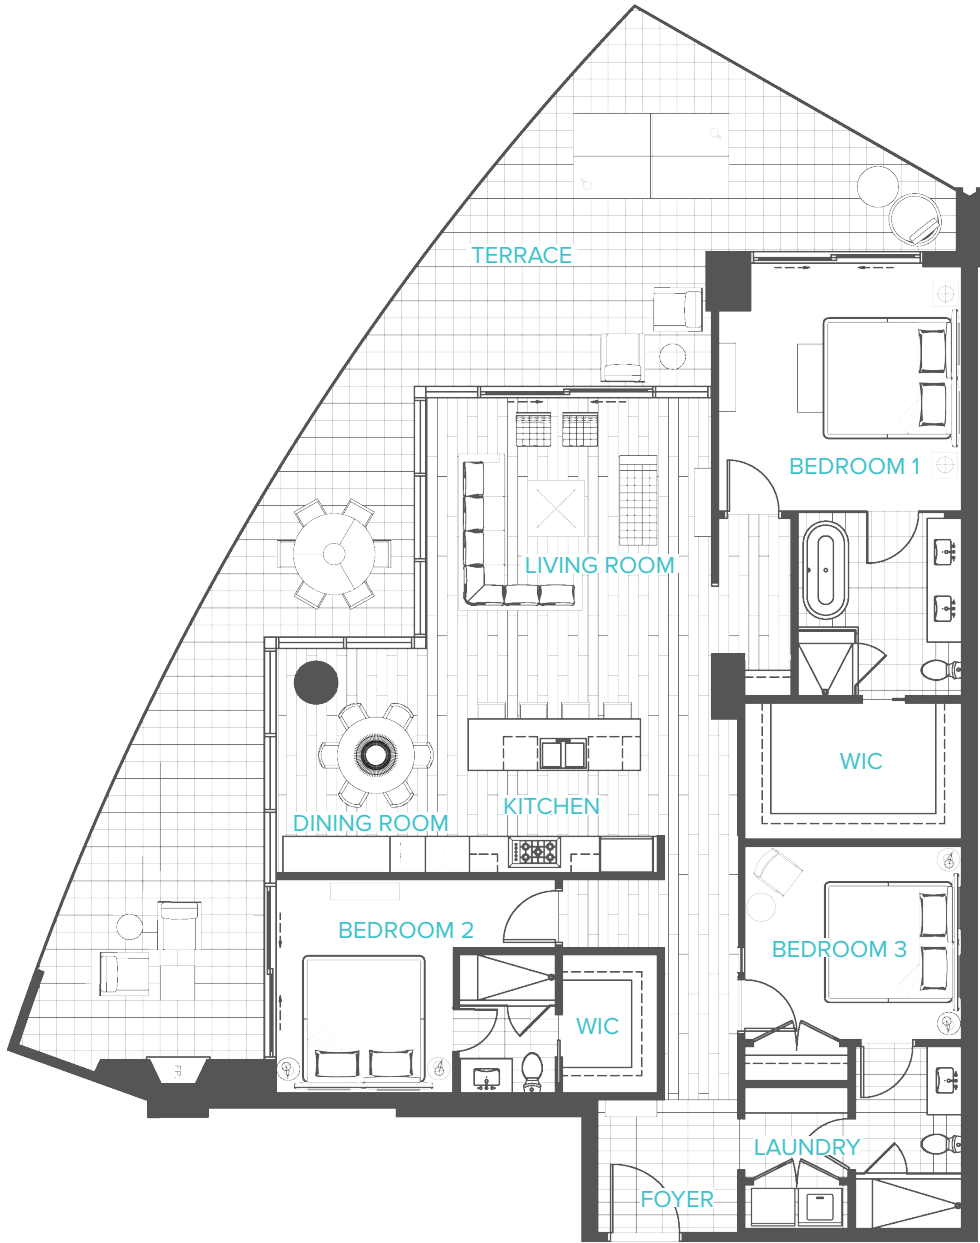 TERRACE
BEDROOM 1
LIVING ROOM
WIC
KITCHEN
DINING ROOM
BEDROOM 2
BEDROOM 3
WIC
FP
LAUNDRY
FOYER